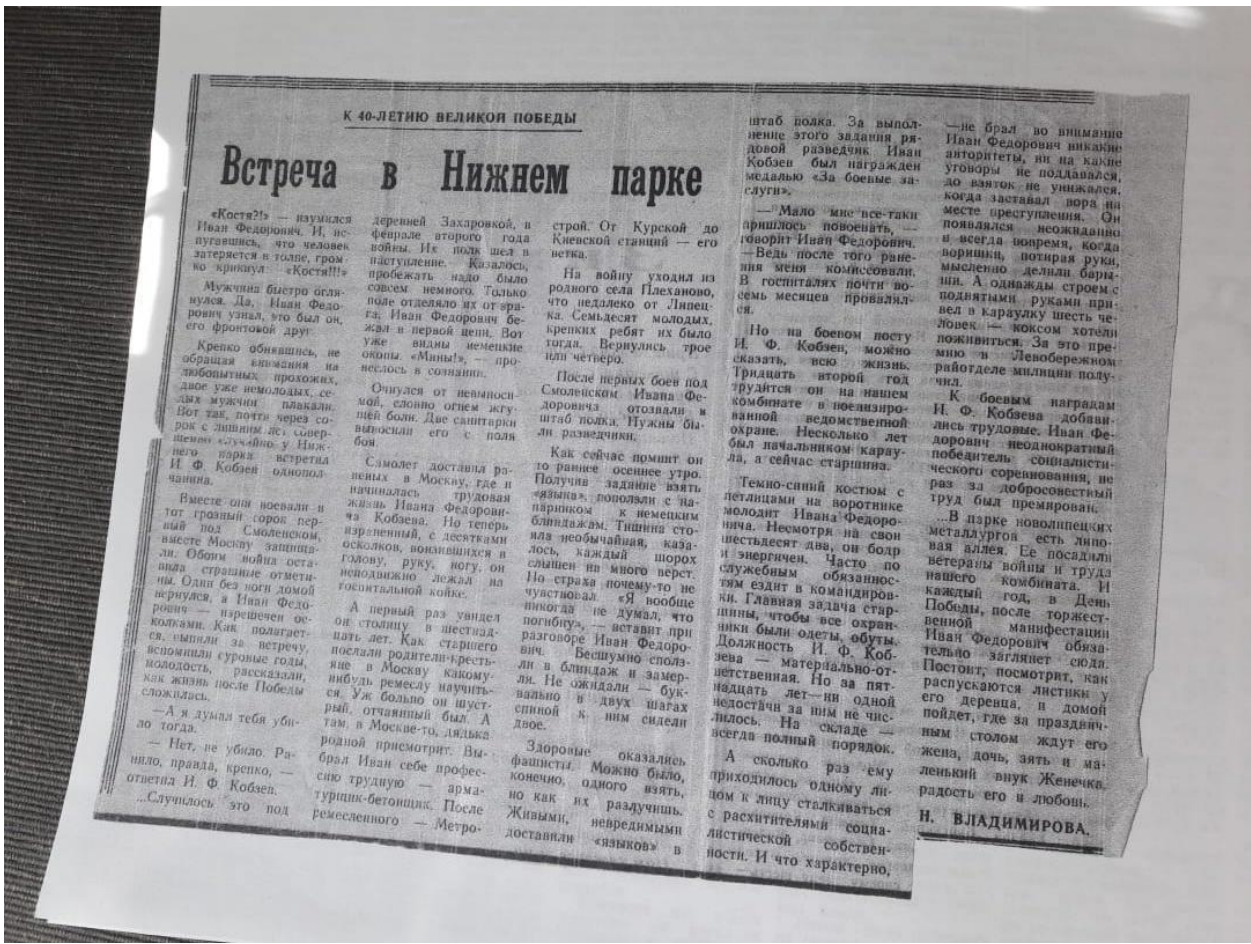 К 40-ЛЕТИЮ ВЕЛИКОЙ ПОБЕДЫ
Встреча в Нижнем парке
«Костя?!» — изумился
Иван Федорович. И, ис-
пугавшись, что человек
затеряется в толпе, гром-
ко крикнул: «Костя!!!»
Мужчина быстро огля-
нулся. Да, Иван Федо-
рович узнал, это был он,
его фронтовой друг.
Крепко обнявшись, не
обращая внимания на
любопытных прохожих,
двое уже немолодых, се-
дых мужчин плакали.
Вот так, почти через со-
рок с лишним лет совер-
шенно случайно у Ниж-
него парка встретил
И. Ф. Кобзев однопол-
чанина.
Вместе они воевали в
тот грозный сорок пер-
вый под Смоленском,
вместе Москву защища-
ли. Обоим война оста-
вила страшные отмети-
ны. Один без ноги домой
вернулся, а Иван Федо-
рович — изрешечен ос-
колками. Как полагает-
ся, выпили за встречу,
вспомнили суровые годы,
молодость, рассказали,
как жизнь после Победы
сложилась.
—А я думал тебя уби-
ло тогда.
— Нет, не убило. Ра-
нило, правда, крепко, —
ответил И. Ф. Кобзев.
...Случилось это под
деревней Захаровкой, в
феврале второго года
войны. Их полк шел в
наступление. Казалось,
пробежать надо было
совсем немного. Только
поле отделяло их от вра-
га. Иван Федорович бе-
жал в первой цепи. Вот
уже видны немецкие
окопы. «Мины!», — про-
неслось в сознании.
Очнулся от невыноси-
мой, словно огнем жгу-
щей боли. Две санитарки
выносили его с поля
боя.
Самолет доставил ра-
неных в Москву, где и
начиналась трудовая
жизнь Ивана Федорови-
ча Кобзева. Но теперь
израненный, с десятками
осколков, вонзившихся в
голову, руку, ногу, он
неподвижно лежал на
госпитальной койке.
А первый раз увидел
он столицу в шестнад-
цать лет. Как старшего
послали родители-кресть-
яне в Москву какому-
нибудь ремеслу научить-
ся. Уж больно он шуст-
рый, отчаянный был. А
там, в Москве-то, дядька
родной присмотрит. Вы-
брал Иван себе профес-
сию трудную — арма-
турщик-бетонщик. После
ремесленного — Метро-
строй. От Курской до
Киевской станций — его
ветка.
На войну уходил из
родного села Плеханово,
что недалеко от Липец-
ка. Семьдесят молодых,
крепких ребят их было
тогда. Вернулись трое
или четверо.
После первых боев под
Смоленском Ивана Фе-
доровича отозвали в
штаб полка. Нужны бы-
ли разведчики.
Как сейчас помнит он
то раннее осеннее утро.
Получив задание взять
«языка», поползли с на-
парником к немецким
блиндажам. Тишина сто-
яла необычайная, каза-
лось, каждый шорох
слышен на много верст.
Но страха почему-то не
чувствовал. «Я вообще
никогда не думал, что
погибну», — вставит при
разговоре Иван Федоро-
вич. Бесшумно сполз-
ли в блиндаж и замер-
ли. Не ожидали — бук-
вально в двух шагах
спиной к ним сидели
двое.
Здоровые оказались
фашисты. Можно было,
конечно, одного взять,
но как их разлучишь.
Живыми, невредимыми
доставили «языков» в
штаб полка. За выпол-
нение этого задания ря-
довой разведчик Иван
Кобзев был награжден
медалью «За боевые за-
слуги».
—Мало мне все-таки
пришлось повоевать, —
говорит Иван Федорович.
—Ведь после того ране-
ния меня комиссовали.
В госпиталях почти во-
семь месяцев провалял-
ся.
Но на боевом посту
И. Ф. Кобзев, можно
сказать, всю жизнь.
Тридцать второй год
трудится он на нашем
комбинате в военизиро-
ванной ведомственной
охране. Несколько лет
был начальником карау-
ла, а сейчас старшина.
Темно-синий костюм с
петлицами на воротнике
молодит Ивана Федоро-
вича. Несмотря на свои
шестьдесят два, он бодр
и энергичен. Часто по
служебным обязаннос-
тям ездит в командиров-
ки. Главная задача стар-
шины, чтобы все охран-
ники были одеты, обуты.
Должность И. Ф. Коб-
зева — материально-от-
ветственная. Но за пят-
надцать лет—ни одной
недостачи за ним не чис-
лилось. На складе —
всегда полный порядок.
А сколько раз ему
приходилось одному ли-
цом к лицу сталкиваться
с расхитителями социа-
листической собствен-
ности. И что характерно,
—не брал во внимание
Иван Федорович никакие
авторитеты, ни на какие
уговоры не поддавался,
до взяток не унижался,
когда заставал вора на
месте преступления. Он
появлялся неожиданно
и всегда вовремя, когда
воришки, потирая руки,
мысленно делили бары-
ши. А однажды строем с
поднятыми руками при-
вел в караулку шесть че-
ловек — коксом хотели
поживиться. За это пре-
мию в Левобережном
райотделе милиции полу-
чил.
К боевым наградам
И. Ф. Кобзева добави-
лись трудовые. Иван Фе-
дорович неоднократный
победитель социалисти-
ческого соревнования, не
раз за добросовестный
труд был премирован.
...В парке новолипецких
металлургов есть липо-
вая аллея. Ее посадили
ветераны войны и труда
нашего комбината. И
каждый год, в День
Победы, после торжест-
венной манифестации
Иван Федорович обяза-
тельно заглянет сюда.
Постоит, посмотрит, как
распускаются листики у
его деревца, и домой
пойдет, где за празднич-
ным столом ждут его
жена, дочь, зять и ма-
ленький внук Женечка,
радость его и любовь.
Н. ВЛАДИМИРОВА.